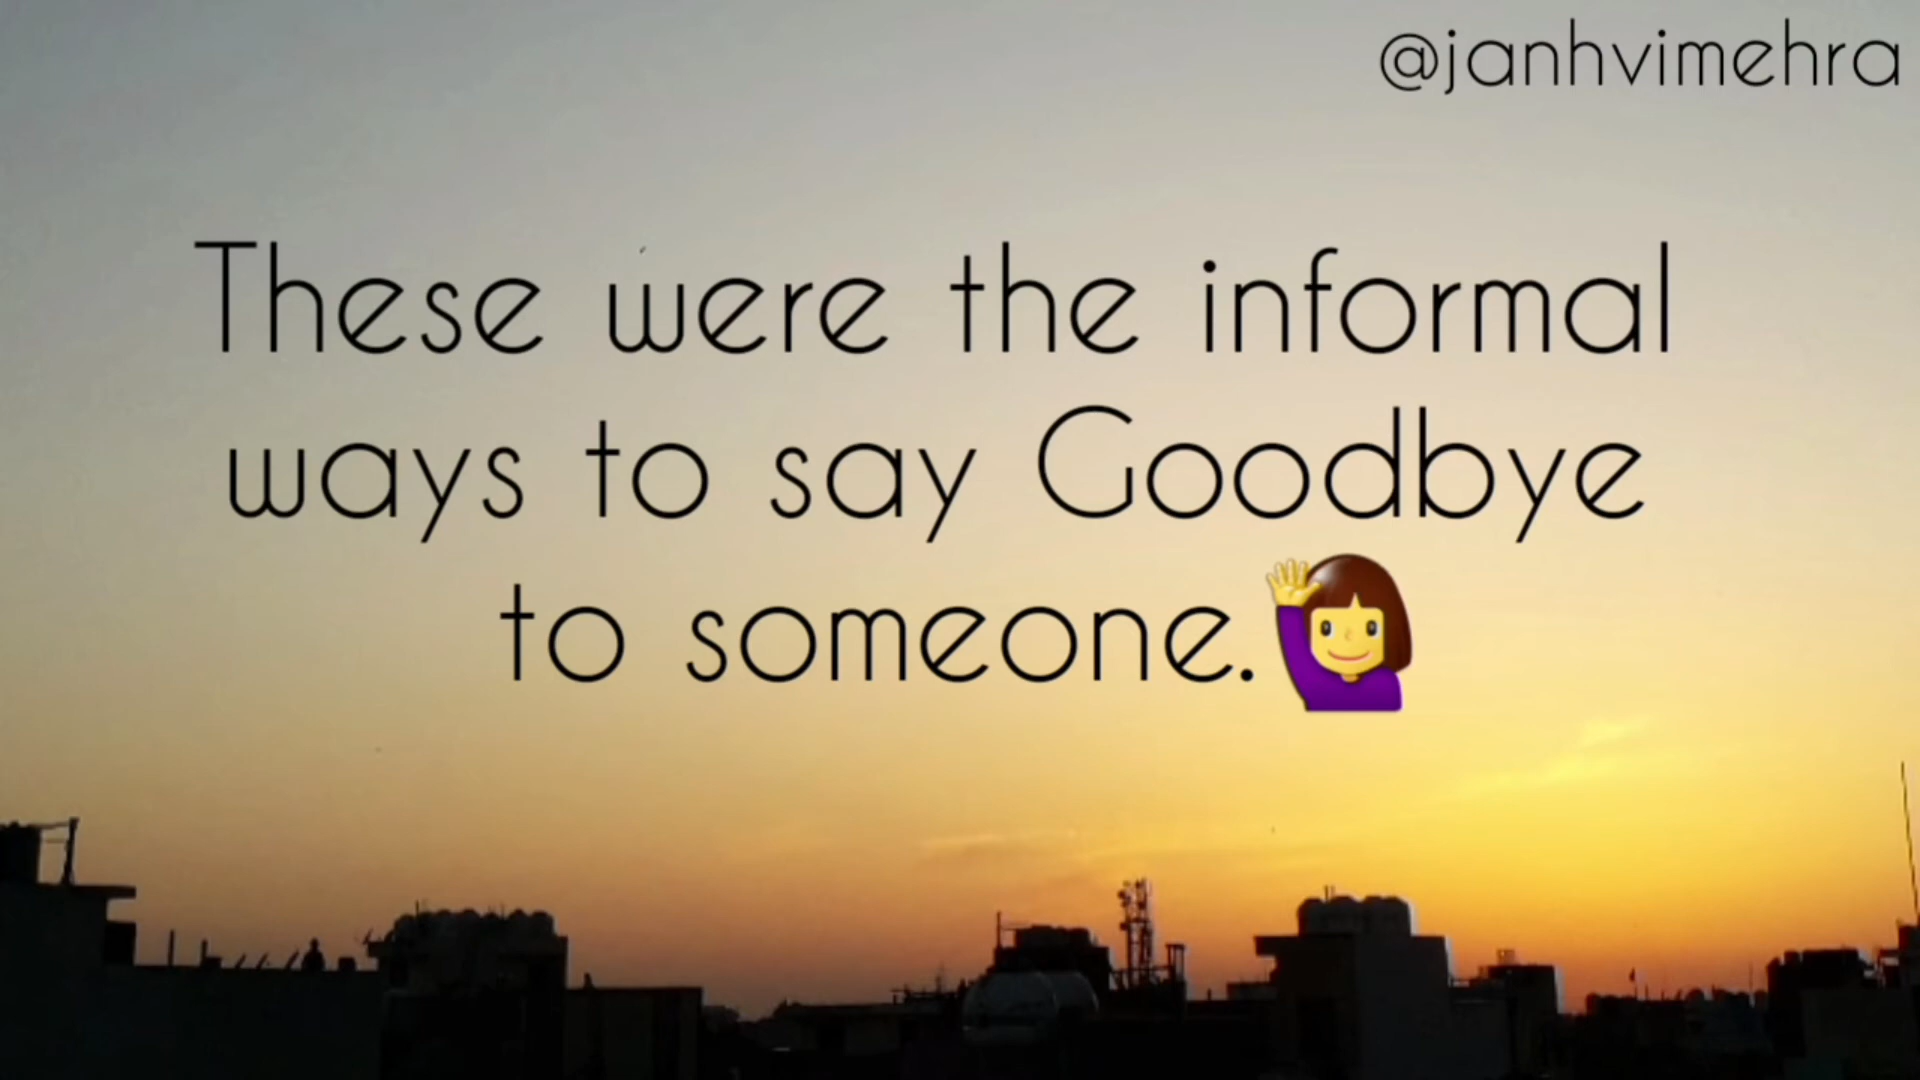 @janhvimehra
These were the informal
ways to say Goodbye
to someone.🙋‍♀️